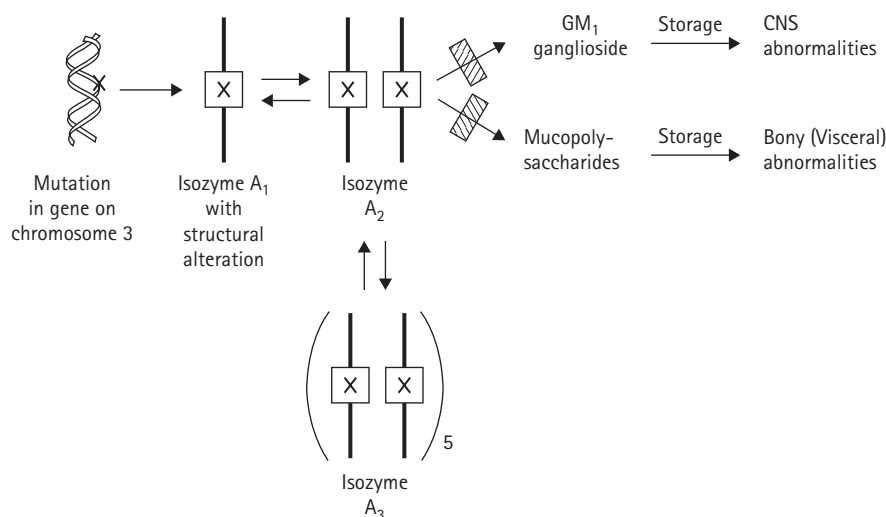 Mutation
in gene on
chromosome 3
X
Isozyme A₁
with
structural
alteration
X X
Isozyme
A₂
GM₁
ganglioside
Storage
CNS
abnormalities
Mucopoly-
saccharides
Storage
Bony (Visceral)
abnormalities
X X
5
Isozyme
A₃